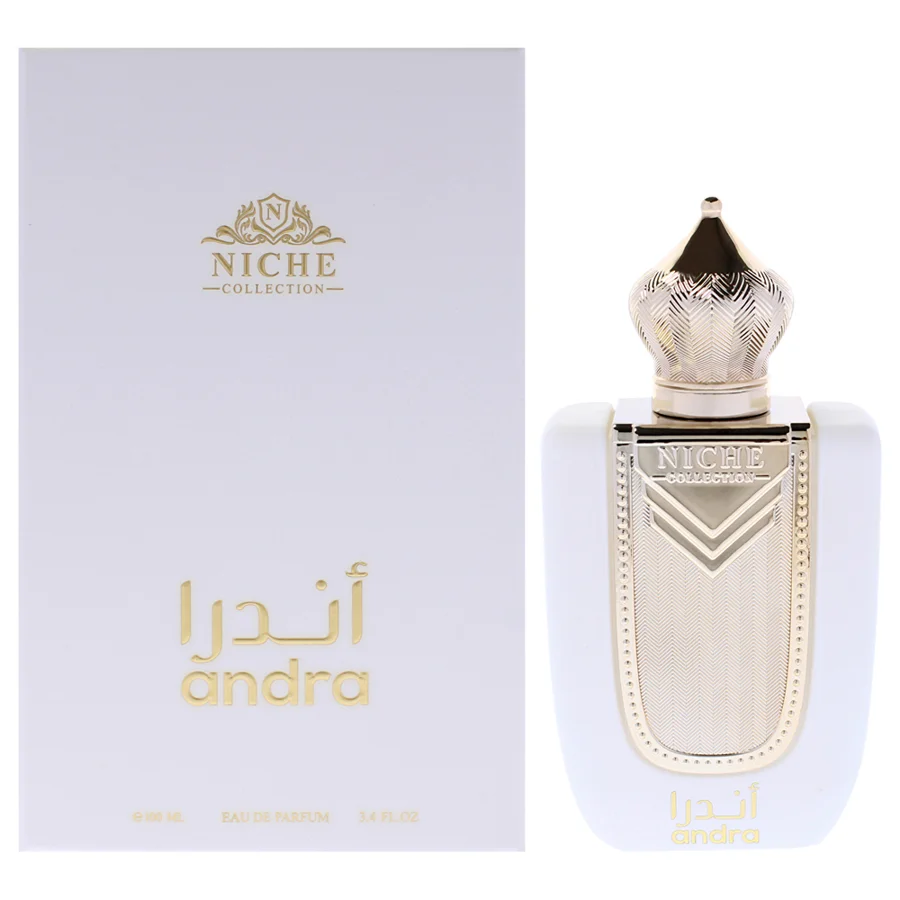 N
NICHE
COLLECTION
أندرا
andra
e 100 ML EAU DE PARFUM 3.4 FL.OZ
NICHE
COLLECTION
أندرا
andra